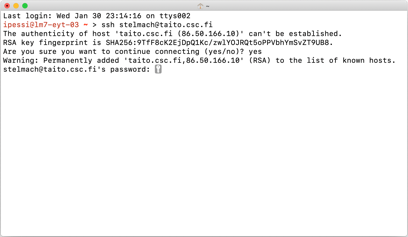 ~
Last login: Wed Jan 30 23:14:16 on ttys002
ipessi@lm7-eyt-03 ~ > ssh stelmach@taito.csc.fi
The authenticity of host 'taito.csc.fi (86.50.166.10)' can't be established.
RSA key fingerprint is SHA256:9TfF8cK2EjDpQ1Kc/zwlYOJRQt5oPPVbhYmSvZT9UB8.
Are you sure you want to continue connecting (yes/no)? yes
Warning: Permanently added 'taito.csc.fi,86.50.166.10' (RSA) to the list of known hosts.
stelmach@taito.csc.fi's password: